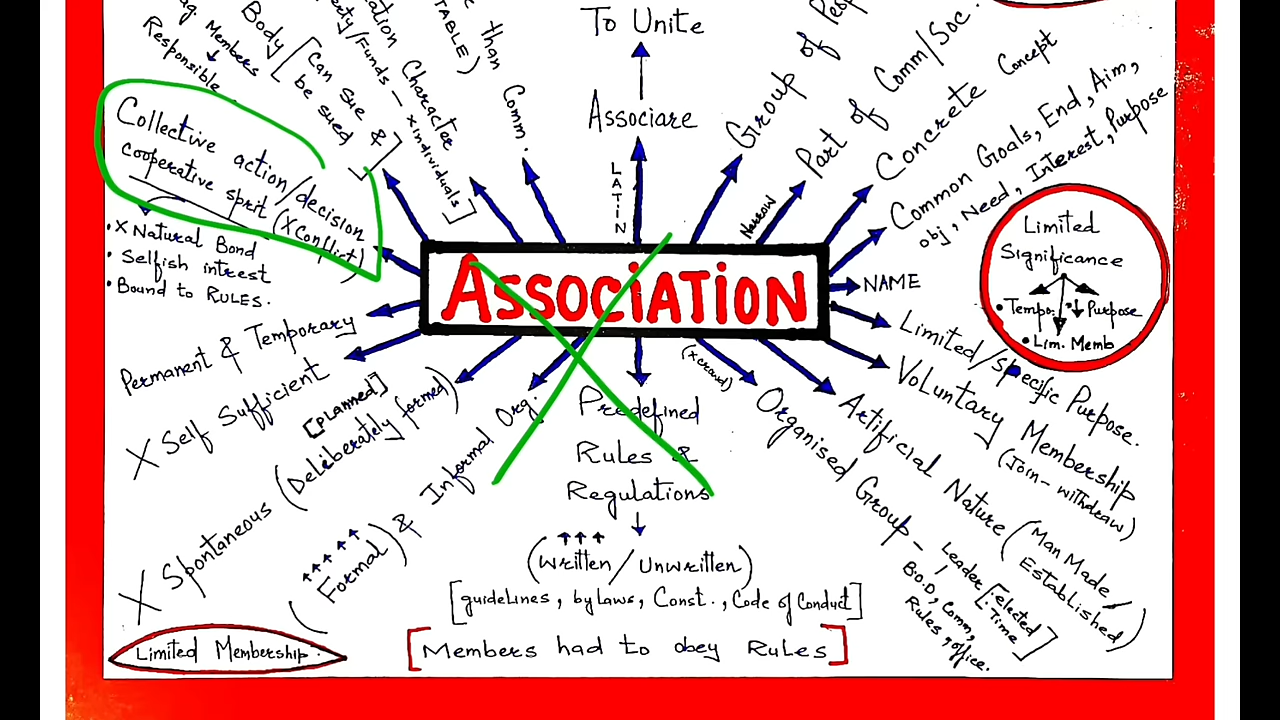 To Unite
Associare
LATIN
ag. Members
Responsible
Body [Can Sue &
be sued]
Character
/Funds - x individuals]
TABLE)
than
Comm.
Group of
Narrow
Part of Comm/Soc.
Concrete Concept
Common Goals, End, Aim,
obj, Need, Interest, Purpose
Collective action/decision
cooperative sprit (X Conflict)
• X Natural Bond
• Selfish interest
• Bound to RULES.
ASSOCiATiON
NAME
Limited
Significance
• Tempo.
↓ Purpose
• Lim. Memb
Permanent & Temporary
X Self Sufficient
X Spontaneous (Deliberately formed)
[planned]
(Formal) & Informal Org.
Predefined
Rules &
Regulations
(written/Unwritten)
[guidelines, bylaws, Const., Code of Conduct]
[Members had to obey Rules]
(x crowd)
Organised Group - Leader [elected
: Time]
B.O.D, Comm,
Rules, office.
Artificial Nature (Man Made/
Established)
Voluntary Membership
(Join- withdraw)
Limited/specific Purpose.
Limited Membership.